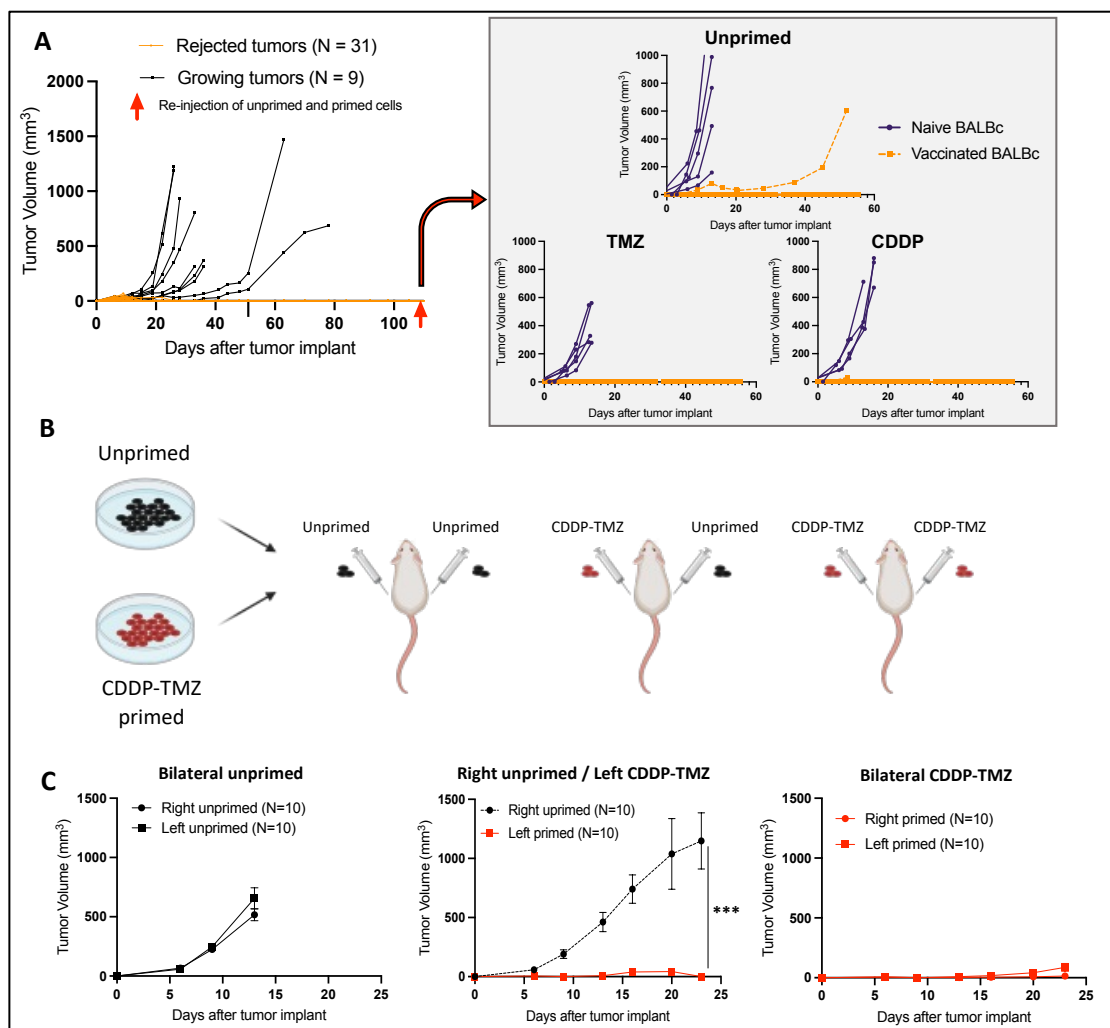 A
Rejected tumors (N = 31)
Growing tumors (N = 9)
Re-injection of unprimed and primed cells
Tumor Volume (mm3)
2000
1500
1000
500
0
0 20 40 60 80 100
Days after tumor implant
Unprimed
Tumor Volume (mm3)
1000
800
600
400
200
0
0 20 40 60
Days after tumor implant
Naive BALBc
Vaccinated BALBc
TMZ
Tumor Volume (mm3)
1000
800
600
400
200
0
0 20 40 60
Days after tumor implant
CDDP
Tumor Volume (mm3)
1000
800
600
400
200
0
0 20 40 60
Days after tumor implant
B
Unprimed
CDDP-TMZ
primed
Unprimed Unprimed
CDDP-TMZ Unprimed
CDDP-TMZ CDDP-TMZ
C
Bilateral unprimed
Tumor Volume (mm3)
1500
1000
500
0
Right unprimed (N=10)
Left unprimed (N=10)
0 5 10 15 20 25
Days after tumor implant
Right unprimed / Left CDDP-TMZ
Tumor Volume (mm3)
1500
1000
500
0
Right uprimed (N=10)
Left primed (N=10)
***
0 5 10 15 20 25
Days after tumor implant
Bilateral CDDP-TMZ
Tumor Volume (mm3)
1500
1000
500
0
Right primed (N=10)
Left primed (N=10)
0 5 10 15 20 25
Days after tumor implant